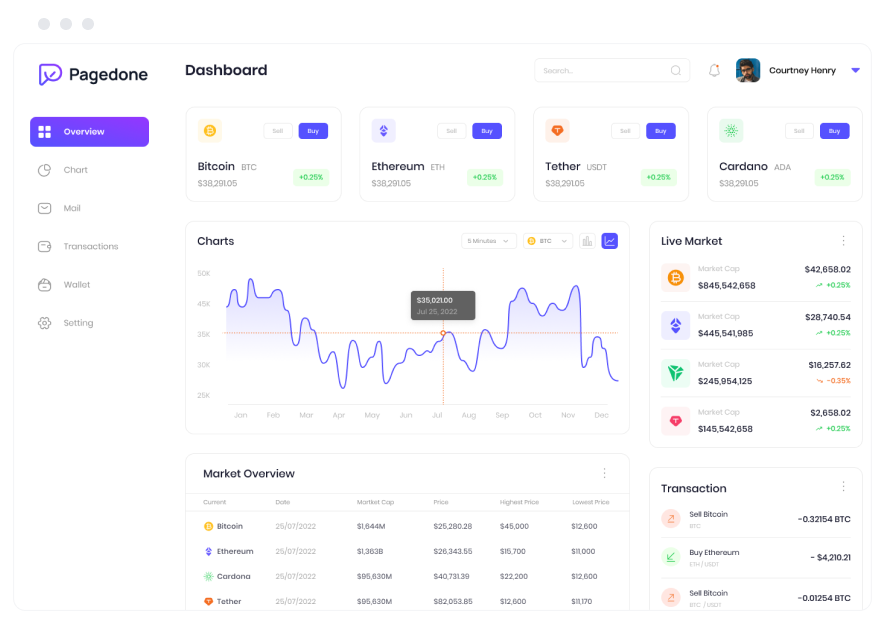 Pagedone
Dashboard
Search..
Courtney Henry
Overview
Chart
Mail
Transactions
Wallet
Setting
Sell Buy
Bitcoin BTC
$38,291.05
+0.25%
Sell Buy
Ethereum ETH
$38,291.05
+0.25%
Sell Buy
Tether USDT
$38,291.05
+0.25%
Sell Buy
Cardano ADA
$38,291.05
+0.25%
Charts
5 Minutes
BTC
50K
45K
35K
30K
25K
$35,021.00
Jul 25, 2022
Jan Feb Mar Apr May Jun Jul Aug Sep Oct Nov Dec
Live Market
Market Cap $42,658.02
$845,542,658 +0.25%
Market Cap $28,740.54
$445,541,985 +0.25%
Market Cap $16,257.62
$245,954,125 -0.35%
Market Cap $2,658.02
$145,542,658 +0.25%
Market Overview
Current Date Martket Cap Price Highest Price Lowest Price
Bitcoin 25/07/2022 $1,644M $25,280.28 $45,000 $12,600
Ethereum 25/07/2022 $1,363B $26,343.55 $15,700 $11,000
Cardona 25/07/2022 $95,630M $40,731.39 $22,200 $12,600
Tether 25/07/2022 $95,630M $82,053.85 $12,600 $11,170
Transaction
Sell Bitcoin
BTC
-0.32154 BTC
Buy Ethereum
ETH / USDT
- $4,210.21
Sell Bitcoin
BTC / USDT
-0.01254 BTC